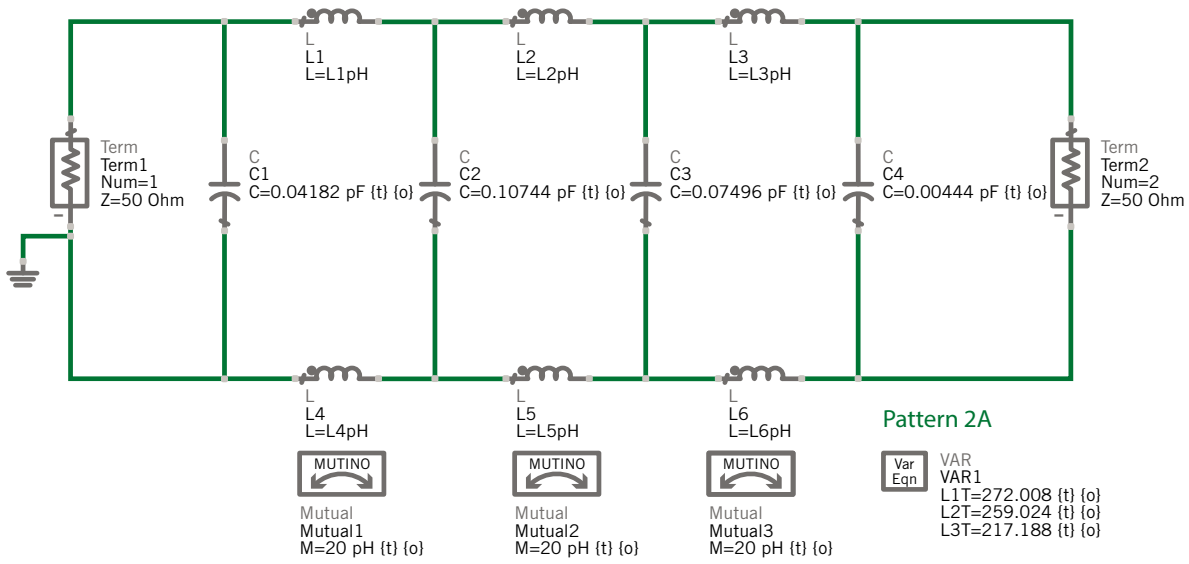 L
L1
L=L1pH
L
L2
L=L2pH
L
L3
L=L3pH
Term
Term1
Num=1
Z=50 Ohm
C
C1
C=0.04182 pF {t} {o}
C
C2
C=0.10744 pF {t} {o}
C
C3
C=0.07496 pF {t} {o}
C
C4
C=0.00444 pF {t} {o}
Term
Term2
Num=2
Z=50 Ohm
L
L4
L=L4pH
L
L5
L=L5pH
L
L6
L=L6pH
Pattern 2A
MUTINO
Mutual
Mutual1
M=20 pH {t} {o}
MUTINO
Mutual
Mutual2
M=20 pH {t} {o}
MUTINO
Mutual
Mutual3
M=20 pH {t} {o}
Var
Eqn
VAR
VAR1
L1T=272.008 {t} {o}
L2T=259.024 {t} {o}
L3T=217.188 {t} {o}